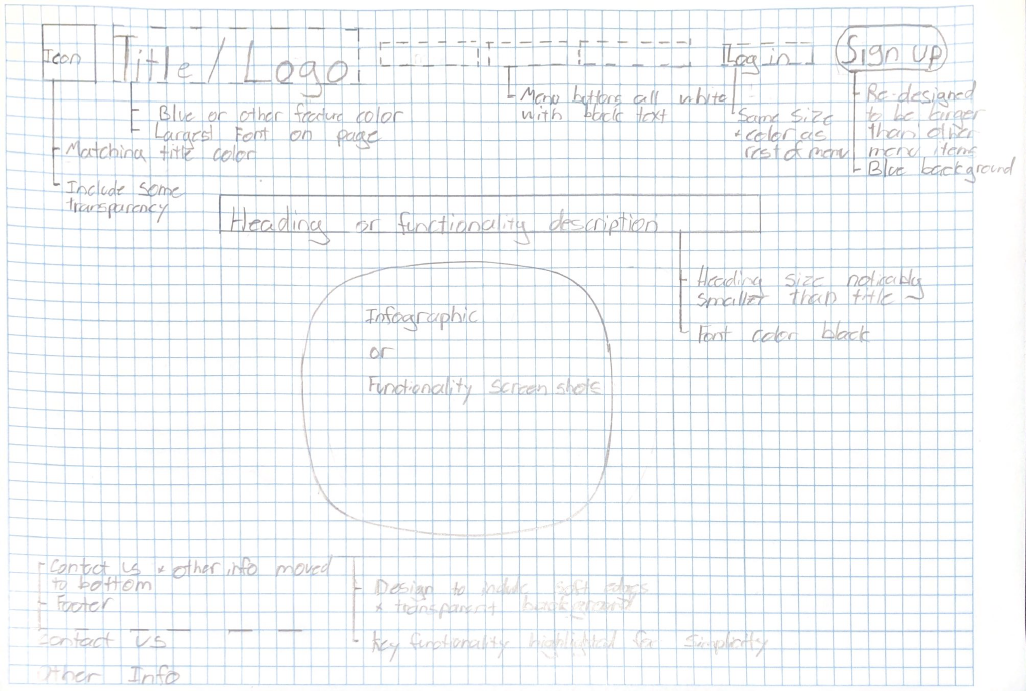 Icon
Title / Logo
Log in
Sign up
Menu buttons all white
with black text
Blue or other feature color
Largest Font on page
Matching title color
Include some
transparency
Same size
+ color as
rest of menu
Re-designed
to be larger
than other
menu items
Blue background
Heading or functionality description
Heading size noticably
smaller than title
Font color black
Infographic
or
Functionality Screen shots
Contact us + other info moved
to bottom
Footer
Design to include soft edges
+ transparent background
Key functionality highlighted for simplicity
Contact Us
Other Info